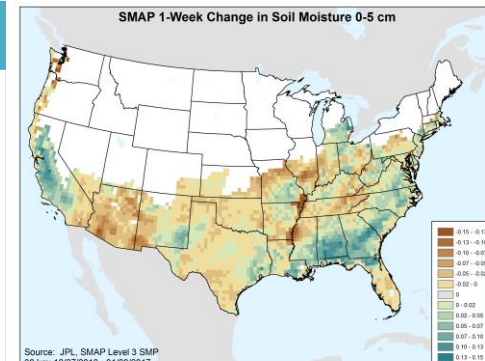 SMAP 1-Week Change in Soil Moisture 0-5 cm
-0.15 - -0.13
-0.13 - -0.10
-0.10 - -0.07
-0.07 - -0.05
-0.05 - -0.02
-0.02 - 0
0
0 - 0.02
0.02 - 0.05
0.05 - 0.07
0.07 - 0.10
0.10 - 0.13
0.13 - 0.15
Source: JPL, SMAP Level 3 SMP